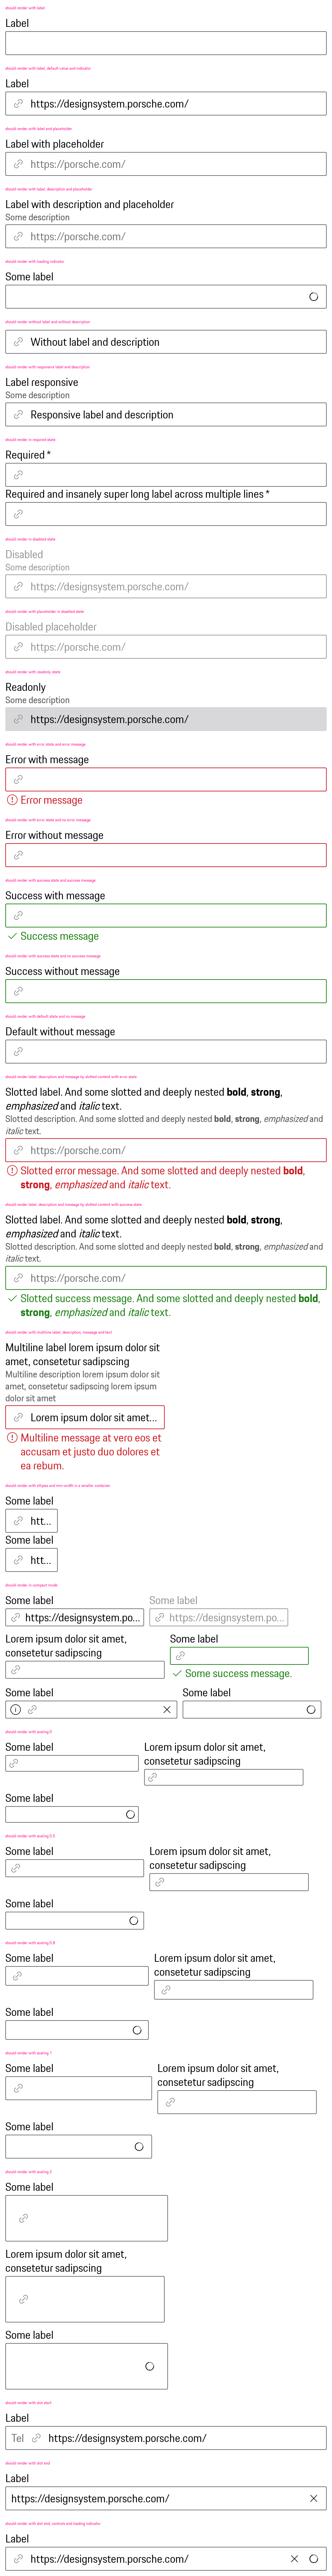 should render with label
Label
should render with label, default value and indicator
Label
https://designsystem.porsche.com/
should render with label and placeholder
Label with placeholder
https://porsche.com/
should render with label, description and placeholder
Label with description and placeholder
Some description
https://porsche.com/
should render with loading indicator
Some label
should render without label and without description
Without label and description
should render with responsive label and description
Label responsive
Some description
Responsive label and description
should render in required state
Required *
Required and insanely super long label across multiple lines *
should render in disabled state
Disabled
Some description
https://porsche.com/
should render with placeholder in disabled state
Disabled placeholder
https://porsche.com/
should render with readonly state
Readonly
Some description
https://designsystem.porsche.com/
should render with error state and error message
Error with message
Error message
should render with error state and no error message
Error without message
should render with success state and success message
Success with message
Success message
should render with success state and no success message
Success without message
should render with default state and no message
Default without message
should render label, description and message by slotted content with error state
Slotted label. And some slotted and deeply nested bold, strong,
emphasized and italic text.
Slotted description. And some slotted and deeply nested bold, strong, emphasized and
italic text.
https://porsche.com/
Slotted error message. And some slotted and deeply nested bold,
strong, emphasized and italic text.
should render label, description and message by slotted content with success state
Slotted label. And some slotted and deeply nested bold, strong,
emphasized and italic text.
Slotted description. And some slotted and deeply nested bold, strong, emphasized and
italic text.
https://porsche.com/
Slotted success message. And some slotted and deeply nested bold,
strong, emphasized and italic text.
should render with multiline label, description, message and text
Multiline label lorem ipsum dolor sit
amet, consetetur sadipscing
Multiline description lorem ipsum dolor sit
amet, consetetur sadipscing lorem ipsum
dolor sit amet
Lorem ipsum dolor sit amet...
Multiline message at vero eos et
accusam et justo duo dolores et
ea rebum.
should render with ellipsis and min-width in a smaller container
Some label
htt...
Some label
htt...
should render in compact mode
Some label
https://designsystem.po...
Some label
https://designsystem.po...
Lorem ipsum dolor sit amet,
consetetur sadipscing
Some label
Some success message.
Some label
Some label
should render with scaling 0
Some label
Lorem ipsum dolor sit amet,
consetetur sadipscing
Some label
should render with scaling 0.5
Some label
Lorem ipsum dolor sit amet,
consetetur sadipscing
Some label
should render with scaling 0.8
Some label
Lorem ipsum dolor sit amet,
consetetur sadipscing
Some label
should render with scaling 1
Some label
Lorem ipsum dolor sit amet,
consetetur sadipscing
Some label
should render with scaling 3
Some label
Lorem ipsum dolor sit amet,
consetetur sadipscing
Some label
should render with slot start
Label
Tel https://designsystem.porsche.com/
should render with slot end
Label
https://designsystem.porsche.com/
should render with slot end, controls and loading indicator
Label
https://designsystem.porsche.com/